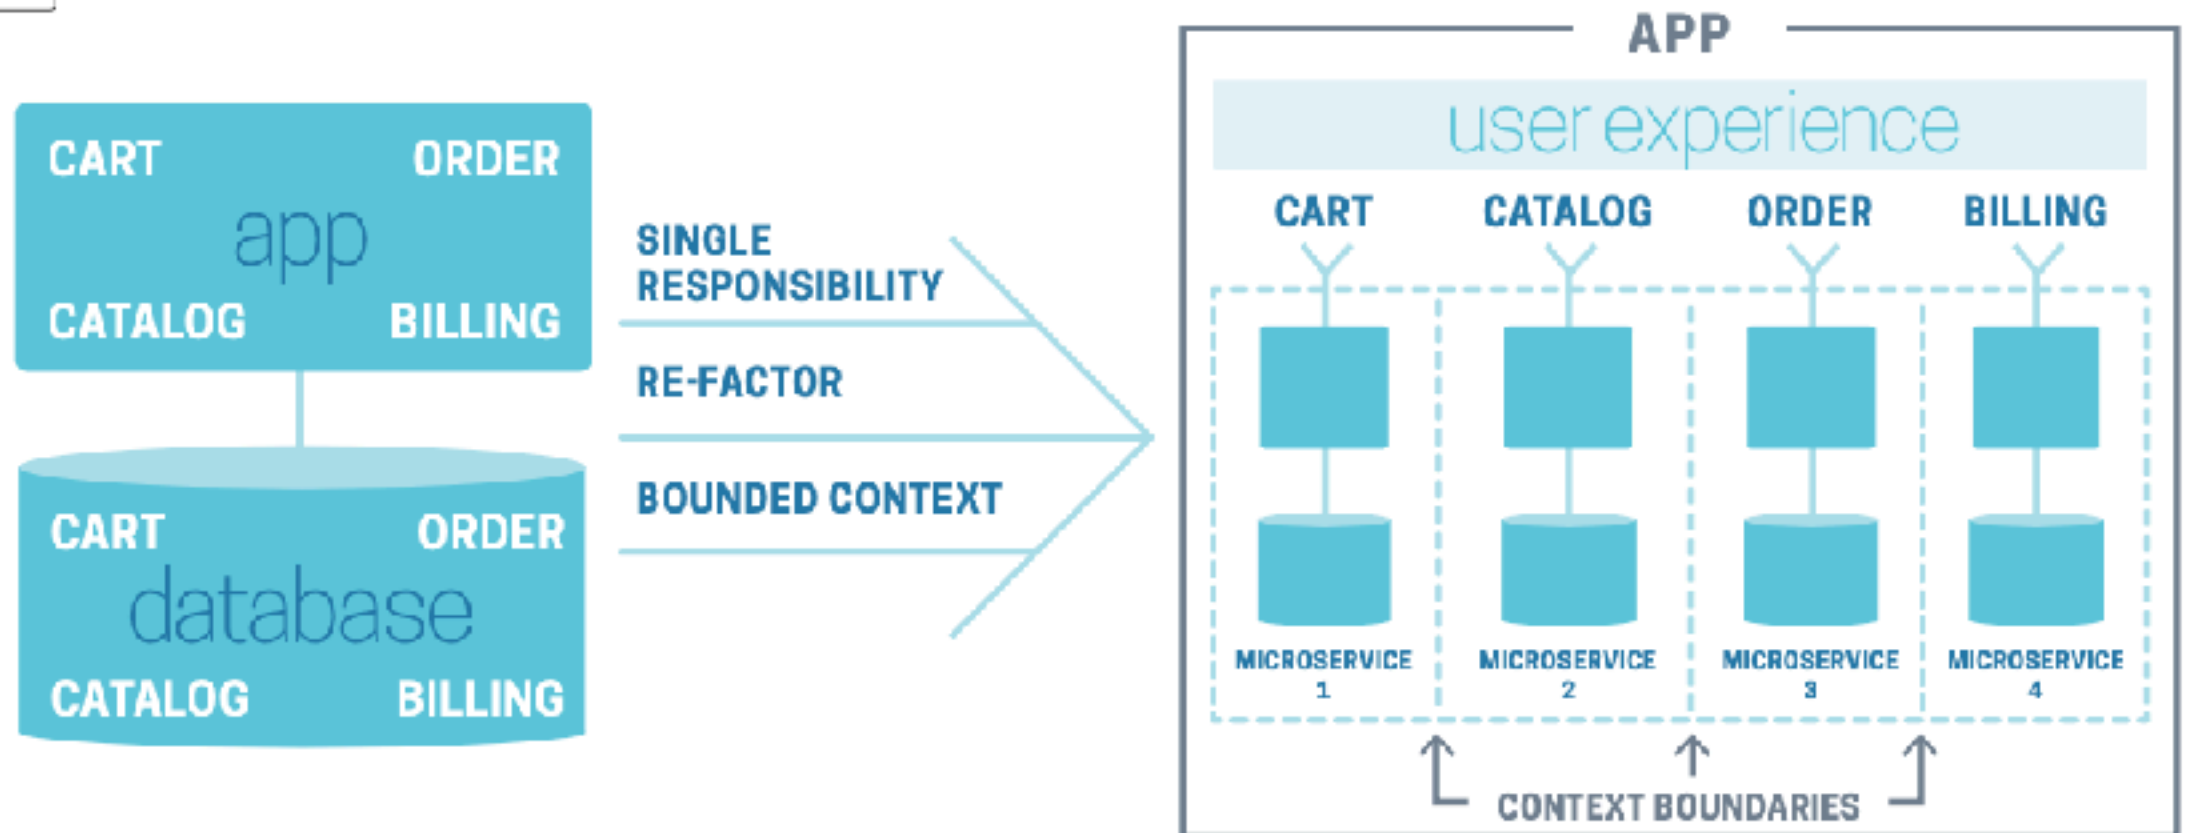 CART ORDER
app
CATALOG BILLING
CART ORDER
database
CATALOG BILLING
SINGLE
RESPONSIBILITY
RE-FACTOR
BOUNDED CONTEXT
APP
user experience
CART CATALOG ORDER BILLING
MICROSERVICE MICROSERVICE MICROSERVICE MICROSERVICE
1 2 3 4
CONTEXT BOUNDARIES